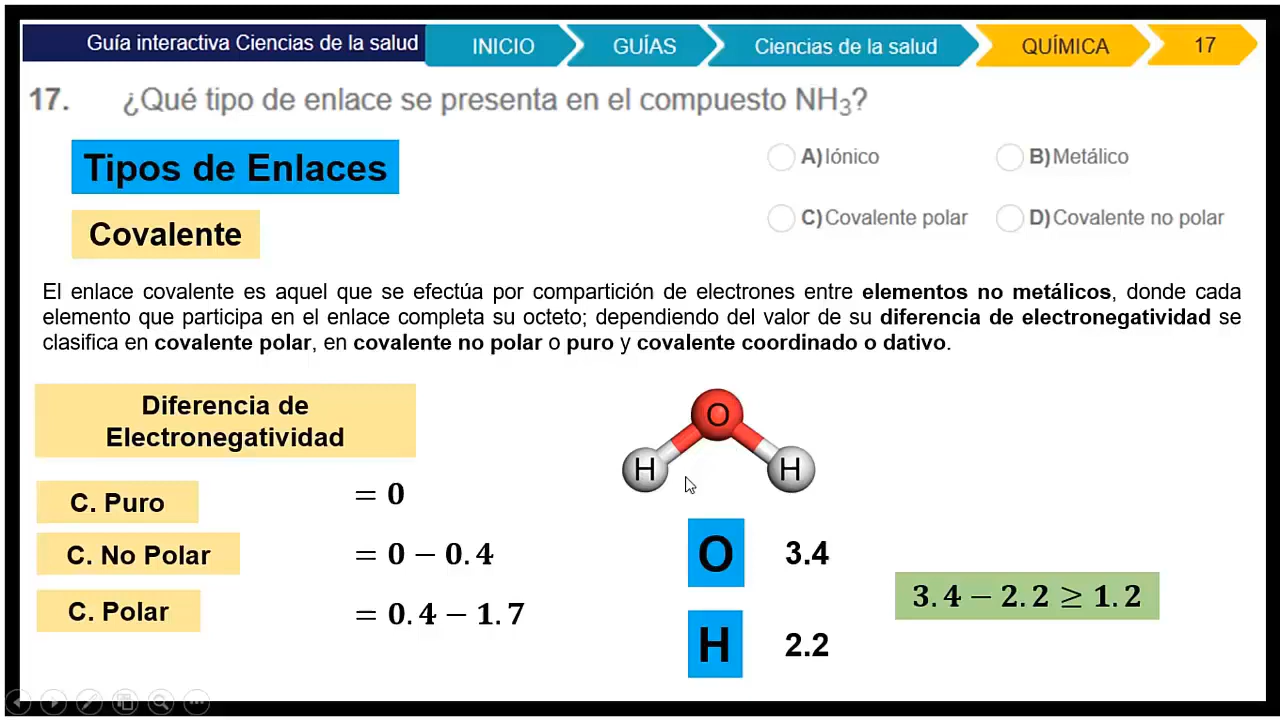 Guía interactiva Ciencias de la salud
INICIO
GUÍAS
Ciencias de la salud
QUÍMICA
17
17. ¿Qué tipo de enlace se presenta en el compuesto NH₃?
Tipos de Enlaces
A) Iónico
B) Metálico
C) Covalente polar
D) Covalente no polar
Covalente
El enlace covalente es aquel que se efectúa por compartición de electrones entre elementos no metálicos, donde cada
elemento que participa en el enlace completa su octeto; dependiendo del valor de su diferencia de electronegatividad se
clasifica en covalente polar, en covalente no polar o puro y covalente coordinado o dativo.
Diferencia de
Electronegatividad
C. Puro = 0
C. No Polar = 0 − 0.4
C. Polar = 0.4 − 1.7
O
H
H
O 3.4
H 2.2
3.4 − 2.2 ≥ 1.2